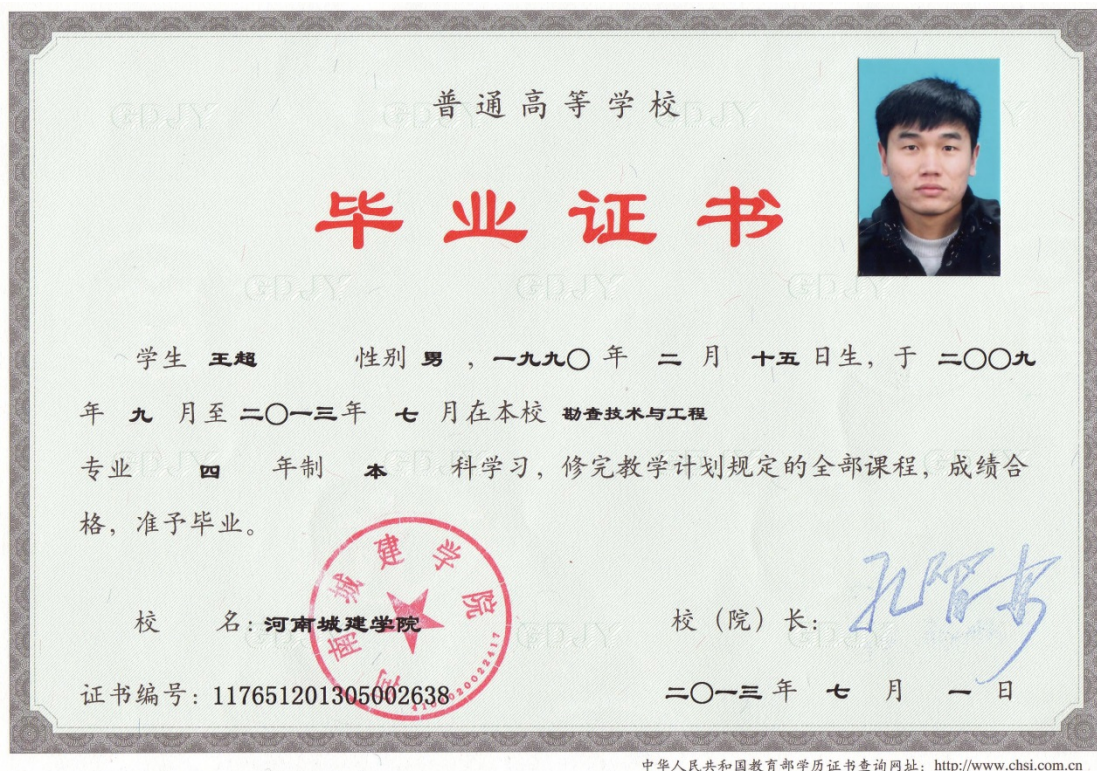 普通高等学校
毕业证书
学生 王超 性别 男 ，一九九〇 年 二 月 十五 日生，于 二〇〇九
年 九 月至 二〇一三年 七 月在本校 勘查技术与工程
专业 四 年制 本 科学习，修完教学计划规定的全部课程，成绩合
格，准予毕业。
河南城建学院
校 名：河南城建学院 校（院）长：
证书编号：117651201305002638 二〇一三 年 七 月 一 日
中华人民共和国教育部学历证书查询网址：http://www.chsi.com.cn